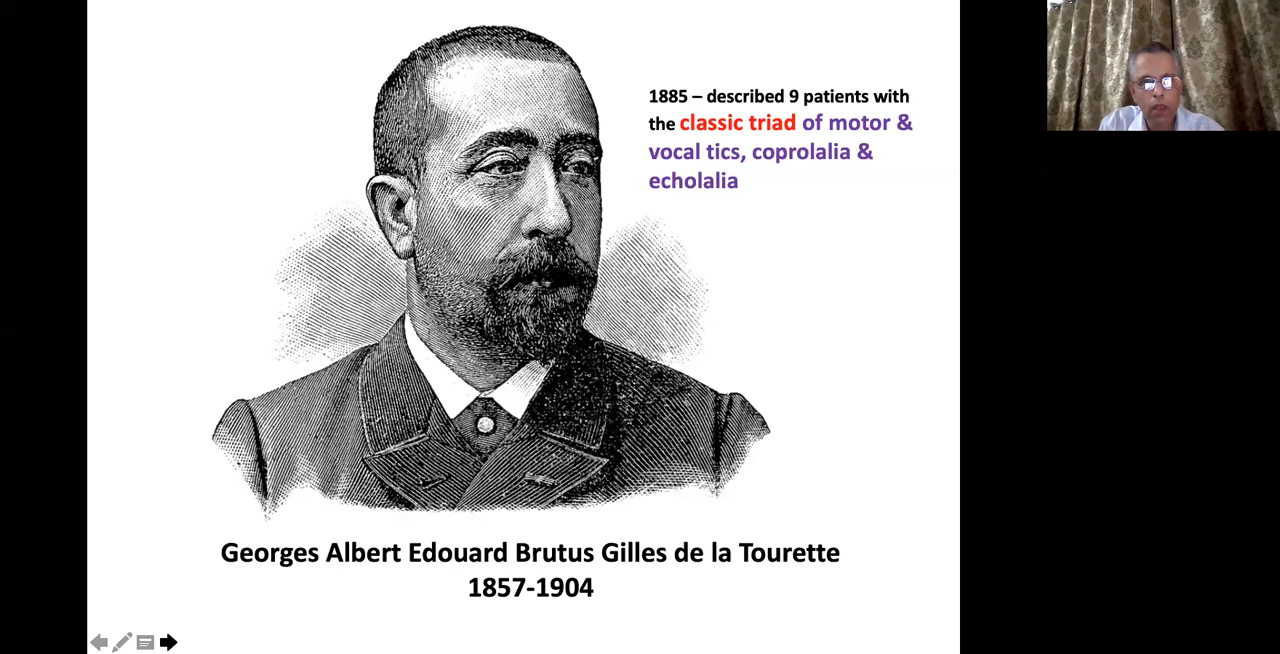 1885 – described 9 patients with
the classic triad of motor &
vocal tics, coprolalia &
echolalia
Georges Albert Edouard Brutus Gilles de la Tourette
1857-1904